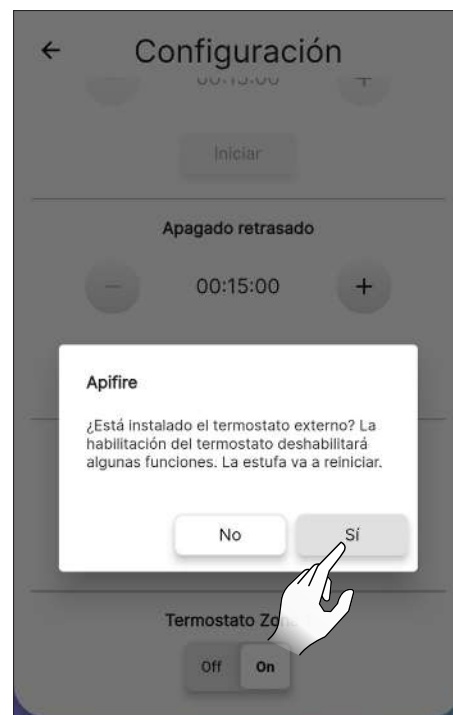 ← Configuración
− 00:15:00 +
Iniciar
Apagado retrasado
− 00:15:00 +
Apifire
¿Está instalado el termostato externo? La
habilitación del termostato deshabilitará
algunas funciones. La estufa va a reiniciar.
No Sí
Termostato
Off On